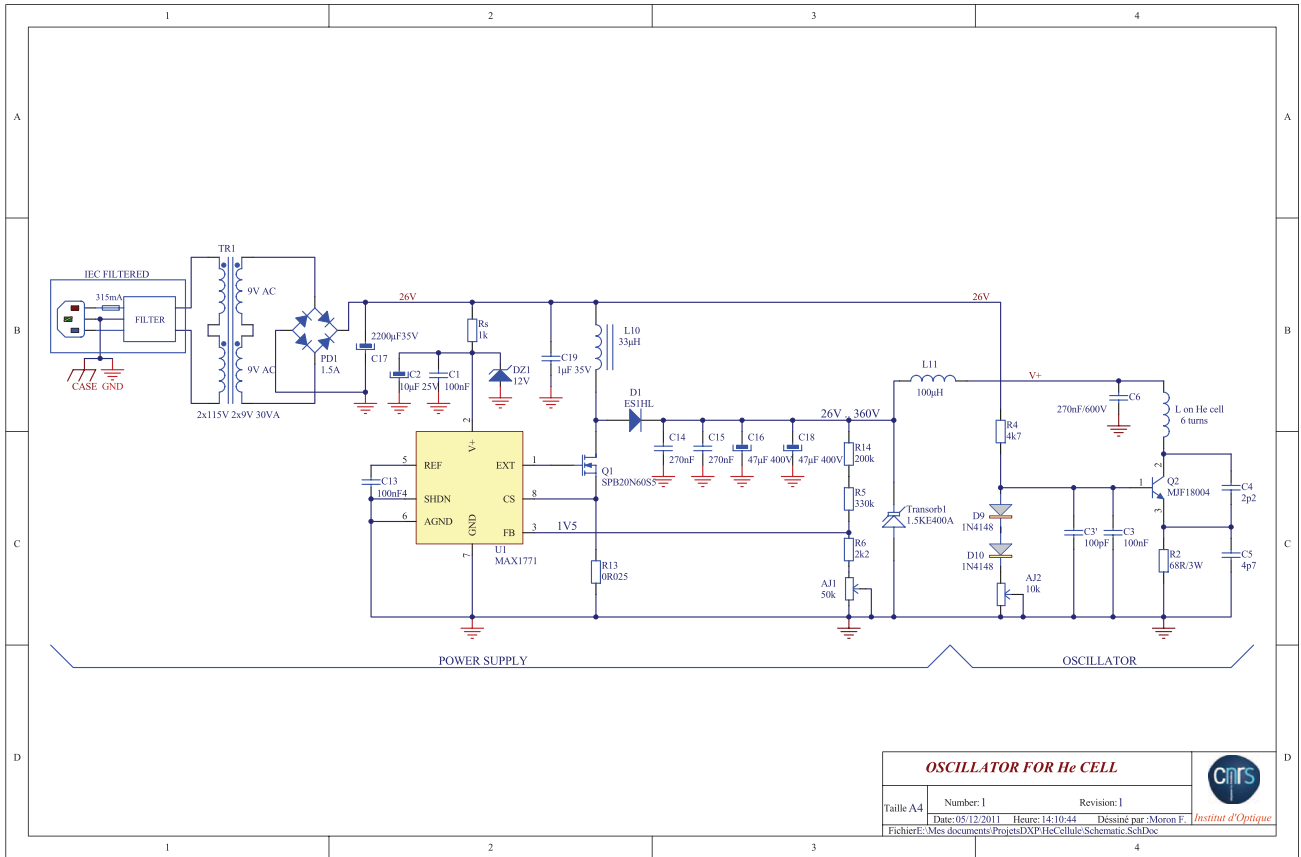 1 2 3 4
A A
B B
C C
D D
1 2 3 4
IEC FILTERED
315mA
FILTER
CASE GND
TR1
9V AC
9V AC
2x115V 2x9V 30VA
PD1
1.5A
26V
2200µF35V
C17
C2
10µF 25V
C1
100nF
Rs
1k
DZ1
12V
C19
1µF 35V
L10
33µH
D1
ES1HL
2
V+
5 REF
EXT 1
4 SHDN
CS 8
6 AGND
GND
FB 3
7
U1
MAX1771
C13
100nF
1V5
Q1
SPB20N60S5
R13
0R025
C14
270nF
C15
270nF
C16
47µF 400V
C18
47µF 400V
26V .. 360V
R14
200k
R5
330k
R6
2k2
AJ1
50k
Transorb1
1.5KE400A
L11
100µH
26V
V+
R4
4k7
D9
1N4148
D10
1N4148
AJ2
10k
C3'
100pF
C3
100nF
C6
270nF/600V
L on He cell
6 turns
2
1
3
Q2
MJF18004
R2
68R/3W
C4
2p2
C5
4p7
POWER SUPPLY
OSCILLATOR
OSCILLATOR FOR He CELL
Taille A4
Number: 1 Revision: 1
Date: 05/12/2011 Heure: 14:10:44 Déssiné par :Moron F.
Fichier E:\Mes documents\ProjetsDXP\HeCellule\Schematic.SchDoc
cnrs
Institut d'Optique